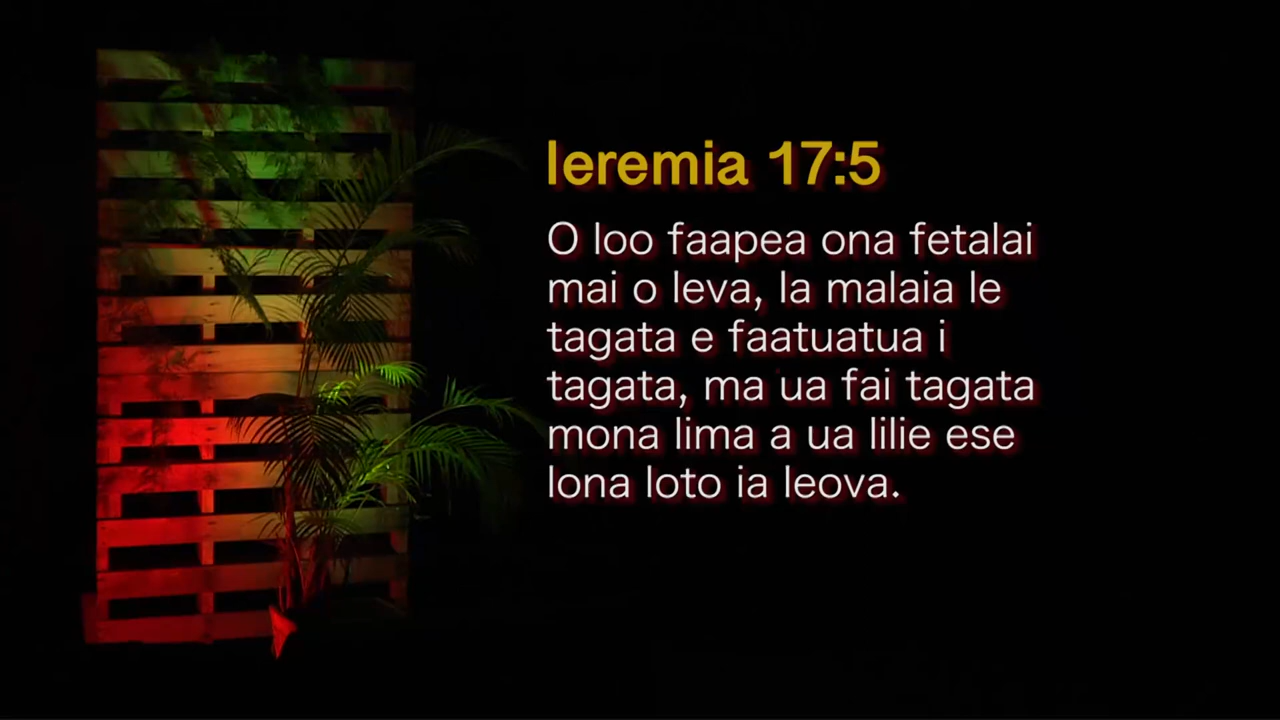 Ieremia 17:5
O loo faapea ona fetalai
mai o Ieva, Ia malaia le
tagata e faatuatua i
tagata, ma ua fai tagata
mona lima a ua lilie ese
lona loto ia Ieova.